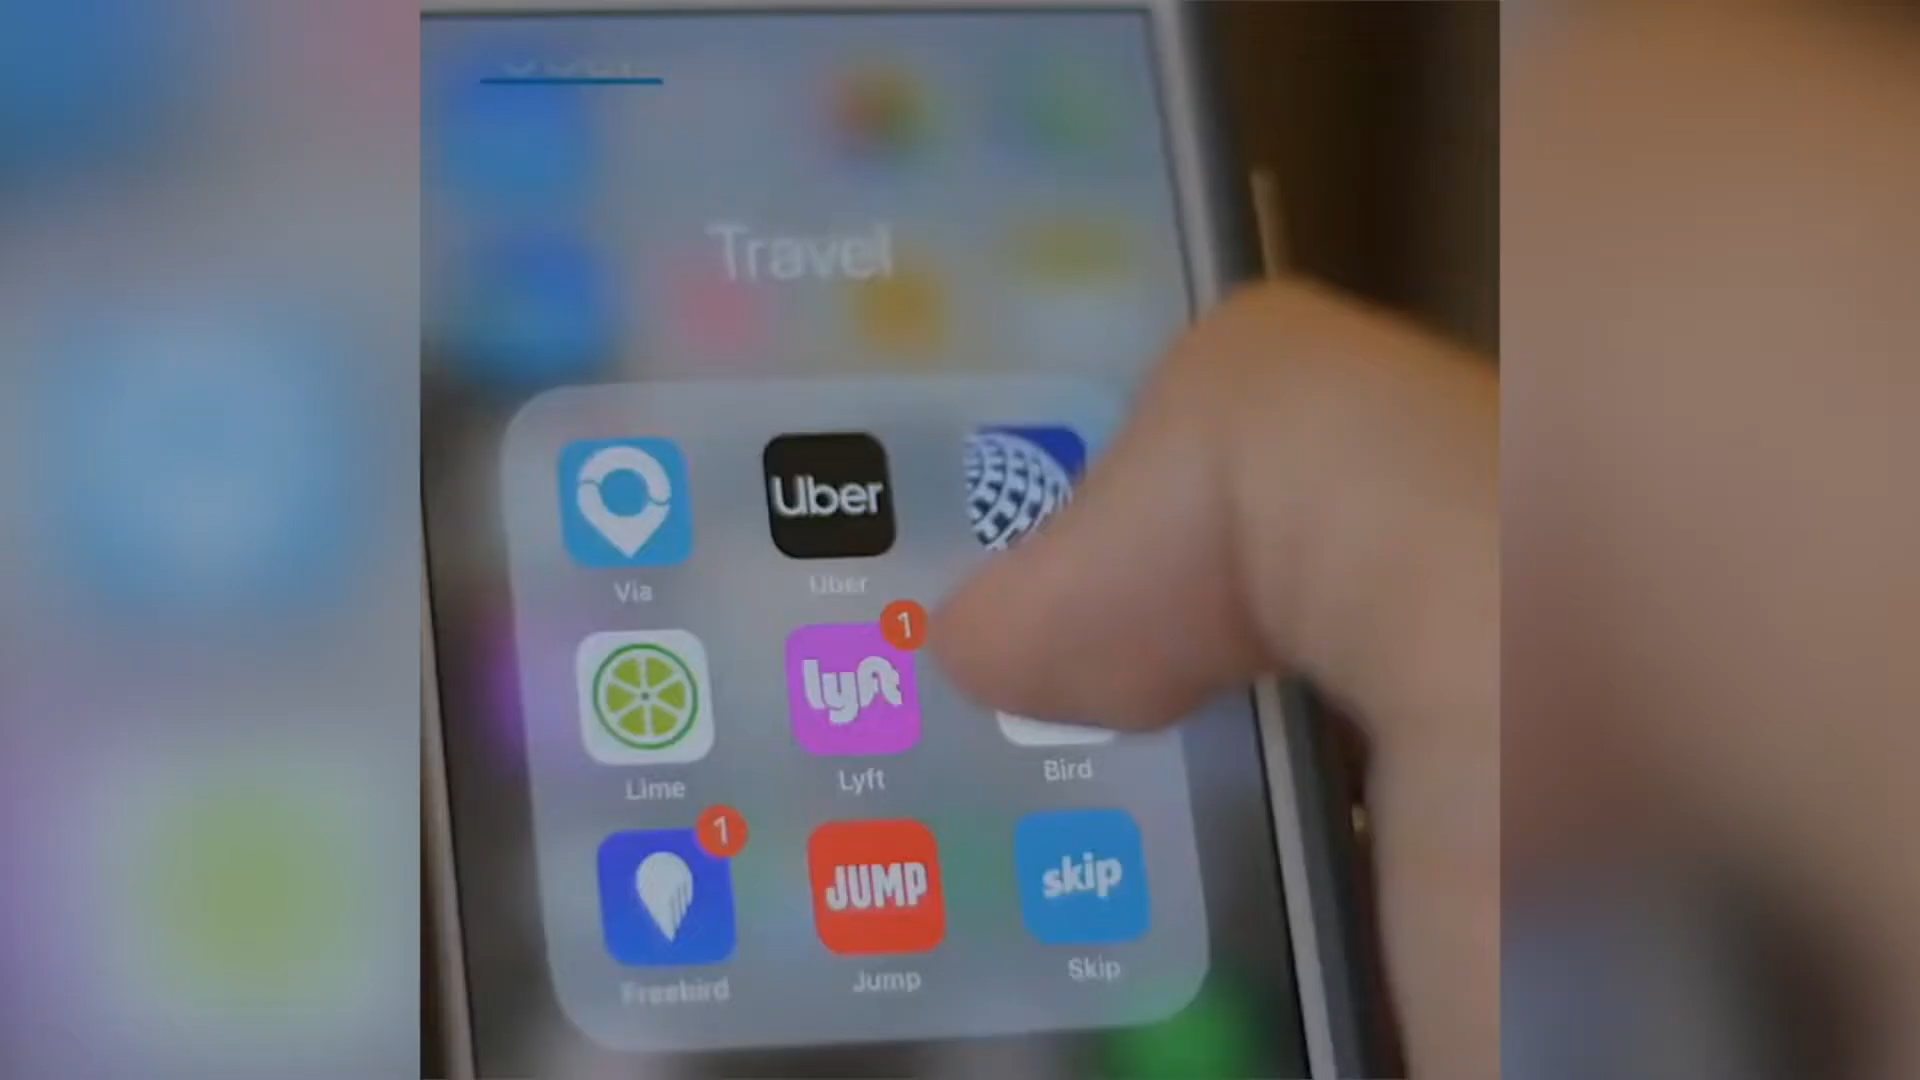 Travel
Uber
Via
Uber
1
lyft
Lime
Lyft
Bird
1
JUMP
skip
Freebird
Jump
Skip